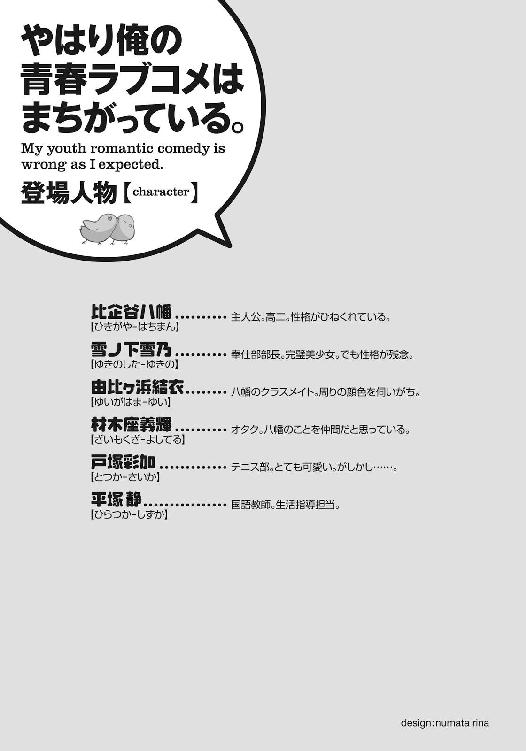 やはり俺の
青春ラブコメは
まちがっている。
My youth romantic comedy is
wrong as I expected.
登場人物【character】
比企谷八幡・・・・・・・・・・主人公。高二。性格がひねくれている。
[ひきがや-はちまん]
雪ノ下雪乃・・・・・・・・・・奉仕部部長。完璧美少女。でも性格が残念。
[ゆきのした-ゆきの]
由比ヶ浜結衣・・・・・・・・八幡のクラスメイト。周りの顔色を伺いがち。
[ゆいがはま-ゆい]
材木座義輝・・・・・・・・・・オタク。八幡のことを仲間だと思っている。
[ざいもくざ-よしてる]
戸塚彩加・・・・・・・・・・・・・テニス部。とても可愛い。がしかし……。
[とつか-さいか]
平塚 静・・・・・・・・・・・・・・・国語教師。生活指導担当。
[ひらつか-しずか]
design:numata rina